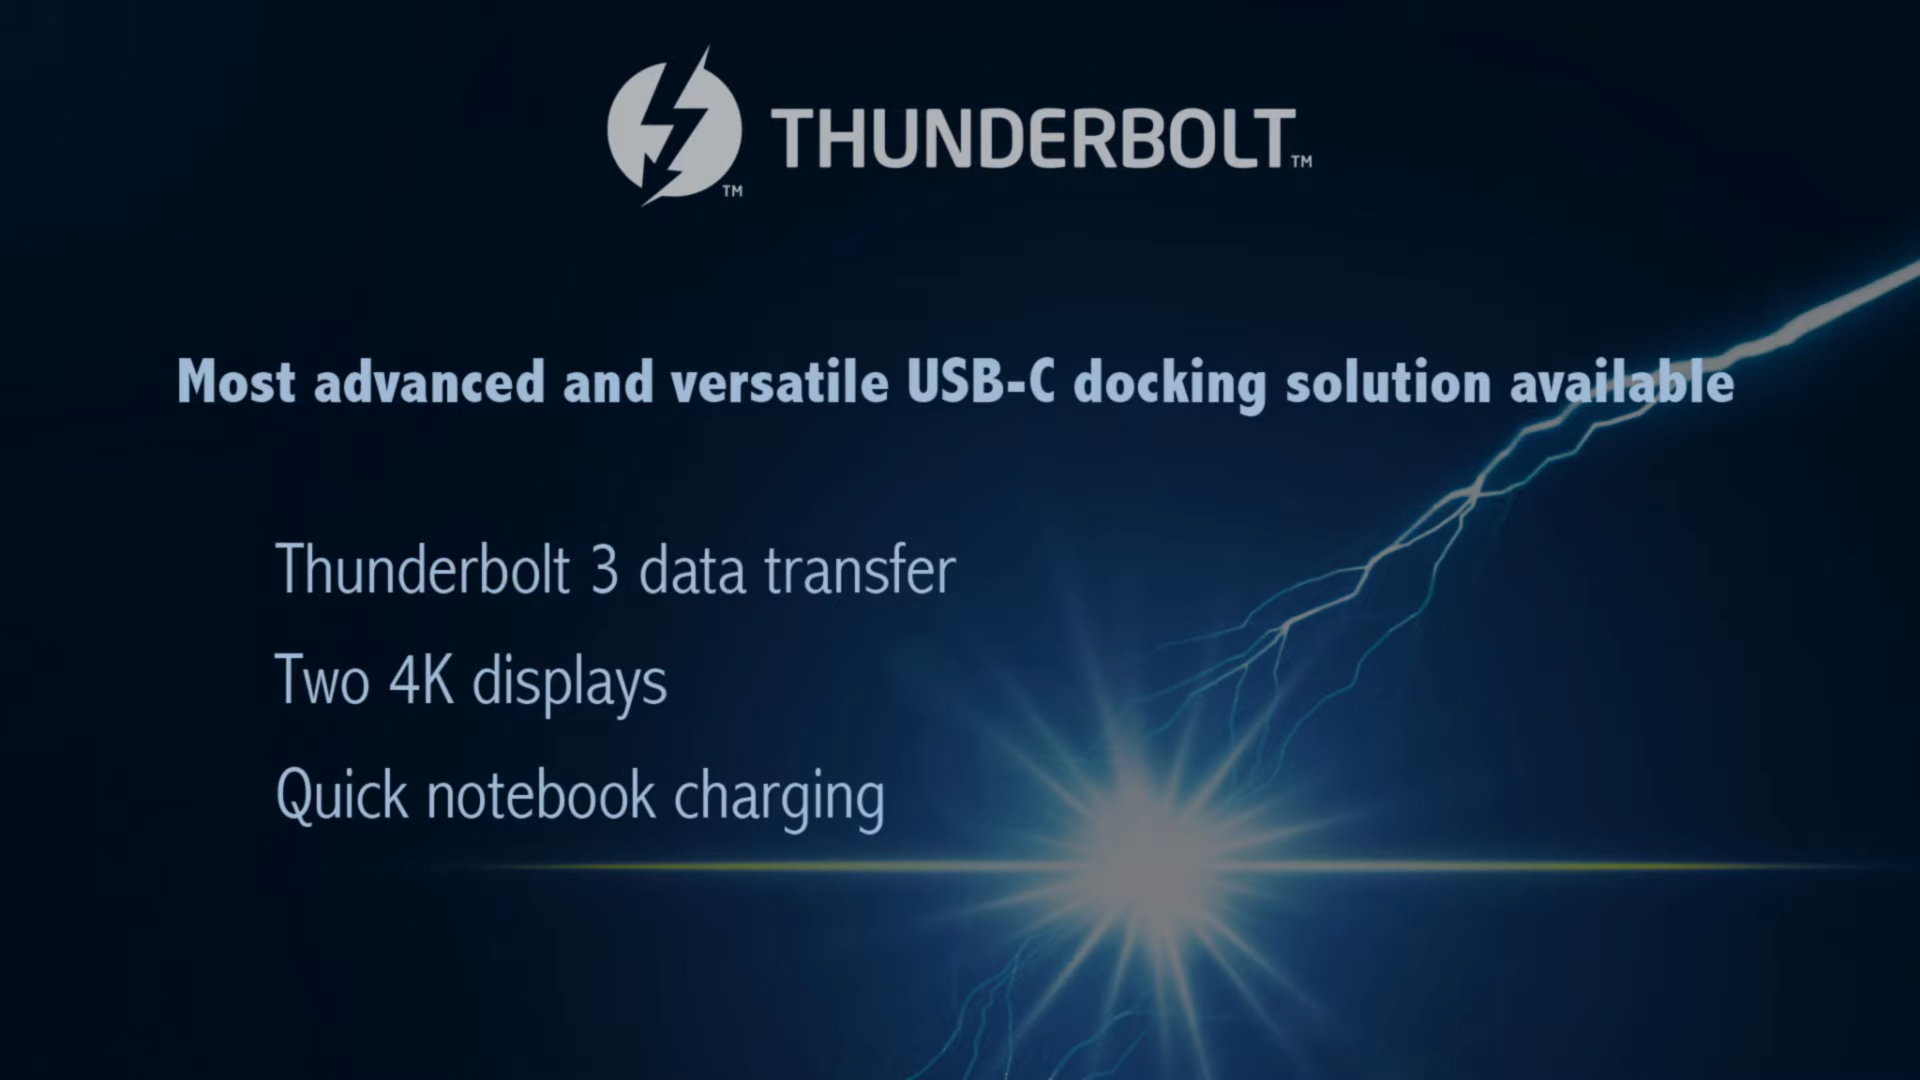 THUNDERBOLT™
™
Most advanced and versatile USB-C docking solution available
Thunderbolt 3 data transfer
Two 4K displays
Quick notebook charging